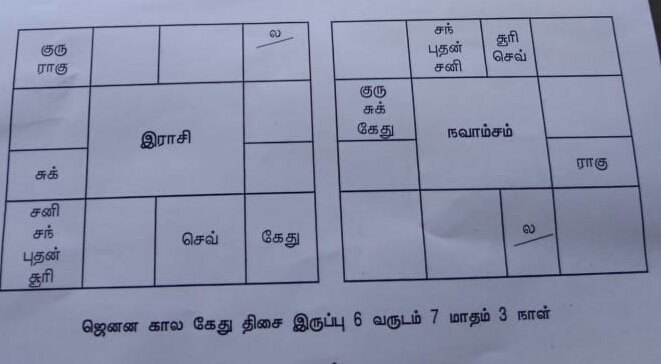 குரு
ராகு
ல
இராசி
சுக்
சனி
சந்
புதன்
சூரி
செவ்
கேது
சந்
புதன்
சனி
சூரி
செவ்
குரு
சுக்
கேது
நவாம்சம்
ராகு
ல
ஜெனன கால கேது திசை இருப்பு 6 வருடம் 7 மாதம் 3 நாள்